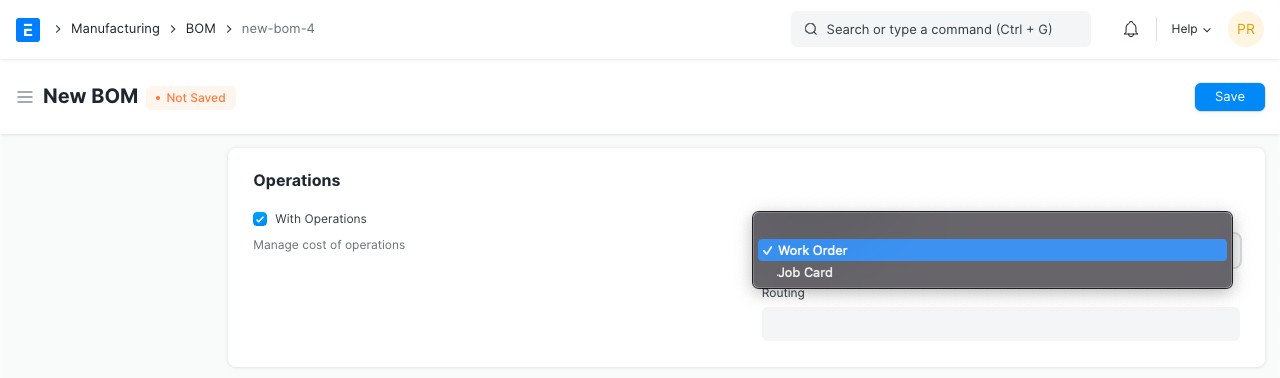 E
Manufacturing
BOM
new-bom-4
Search or type a command (Ctrl + G)
Help
PR
New BOM
Not Saved
Save
Operations
With Operations
Manage cost of operations
Work Order
Job Card
Routing